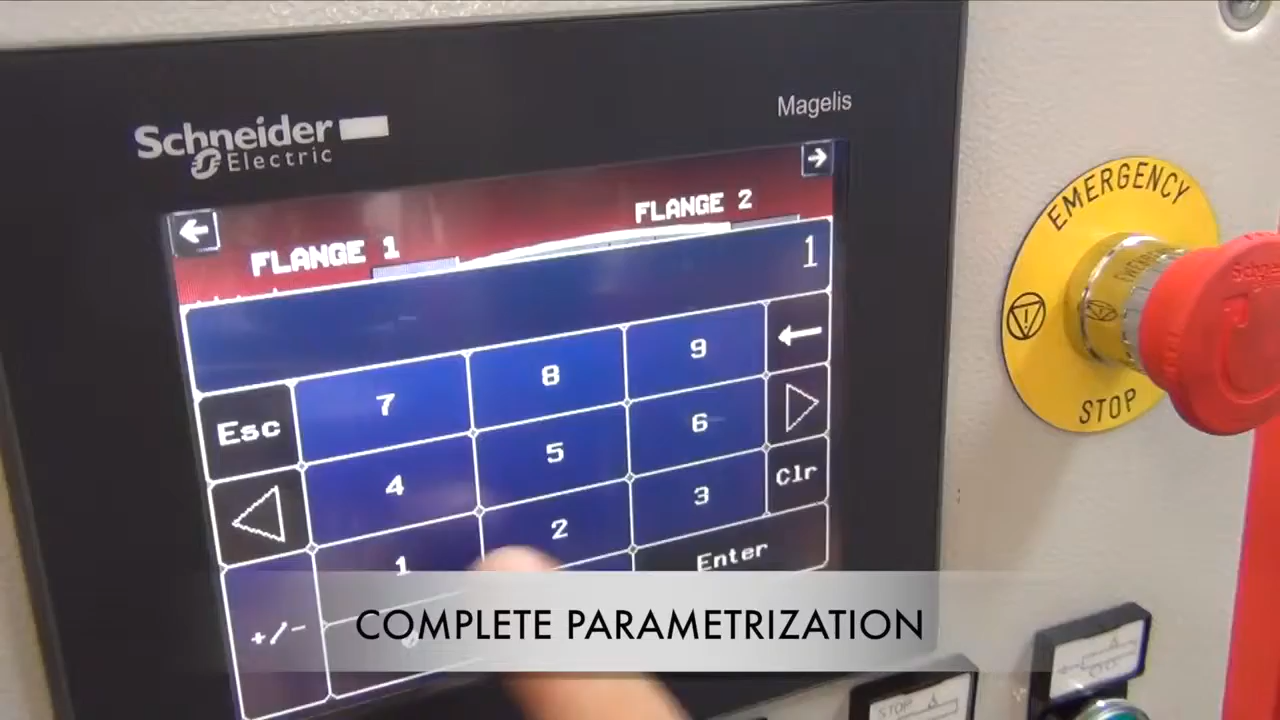 Schneider
Electric
Magelis
FLANGE 1
FLANGE 2
1
7
8
9
Esc
4
5
6
Clr
1
2
3
Enter
+/-
0
EMERGENCY
STOP
COMPLETE PARAMETRIZATION
STOP